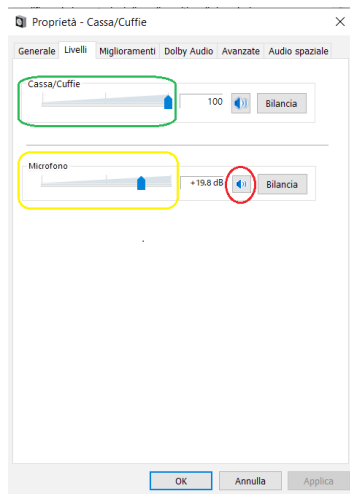 Proprietà - Cassa/Cuffie
Generale Livelli Miglioramenti Dolby Audio Avanzate Audio spaziale
Cassa/Cuffie
100 Bilancia
Microfono
+19.8 dB Bilancia
OK Annulla Applica